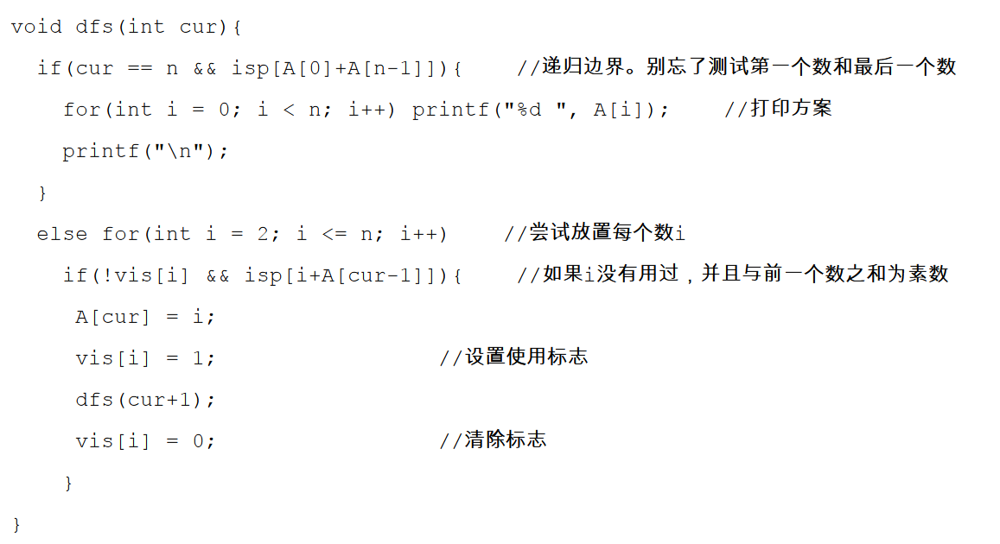 void dfs(int cur){
  if(cur == n && isp[A[0]+A[n-1]]){    //递归边界。别忘了测试第一个数和最后一个数
    for(int i = 0; i < n; i++) printf("%d ", A[i]);    //打印方案
    printf("\n");
  }
  else for(int i = 2; i <= n; i++)    //尝试放置每个数i
    if(!vis[i] && isp[i+A[cur-1]]){    //如果i没有用过，并且与前一个数之和为素数
     A[cur] = i;
     vis[i] = 1;    //设置使用标志
     dfs(cur+1);
     vis[i] = 0;    //清除标志
    }
}